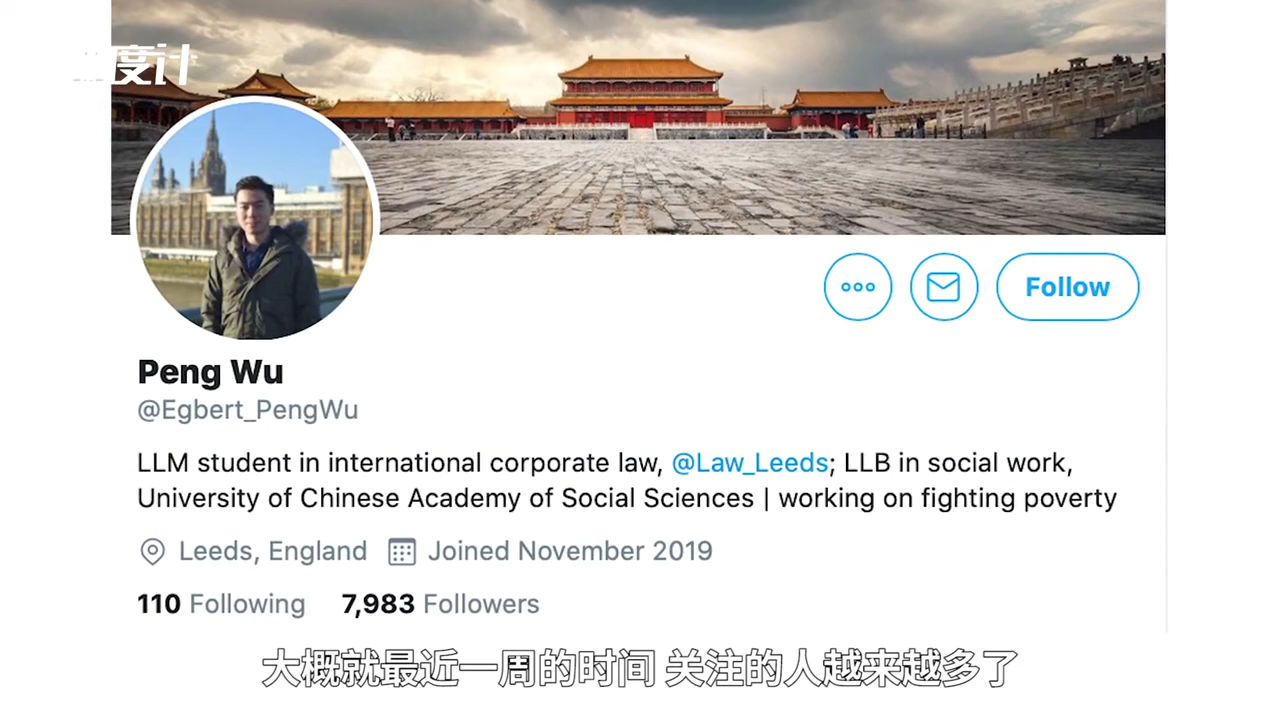 度计
Follow
Peng Wu
@Egbert_PengWu
LLM student in international corporate law, @Law_Leeds; LLB in social work,
University of Chinese Academy of Social Sciences | working on fighting poverty
Leeds, England Joined November 2019
110 Following 7,983 Followers
大概就最近一周的时间 关注的人越来越多了